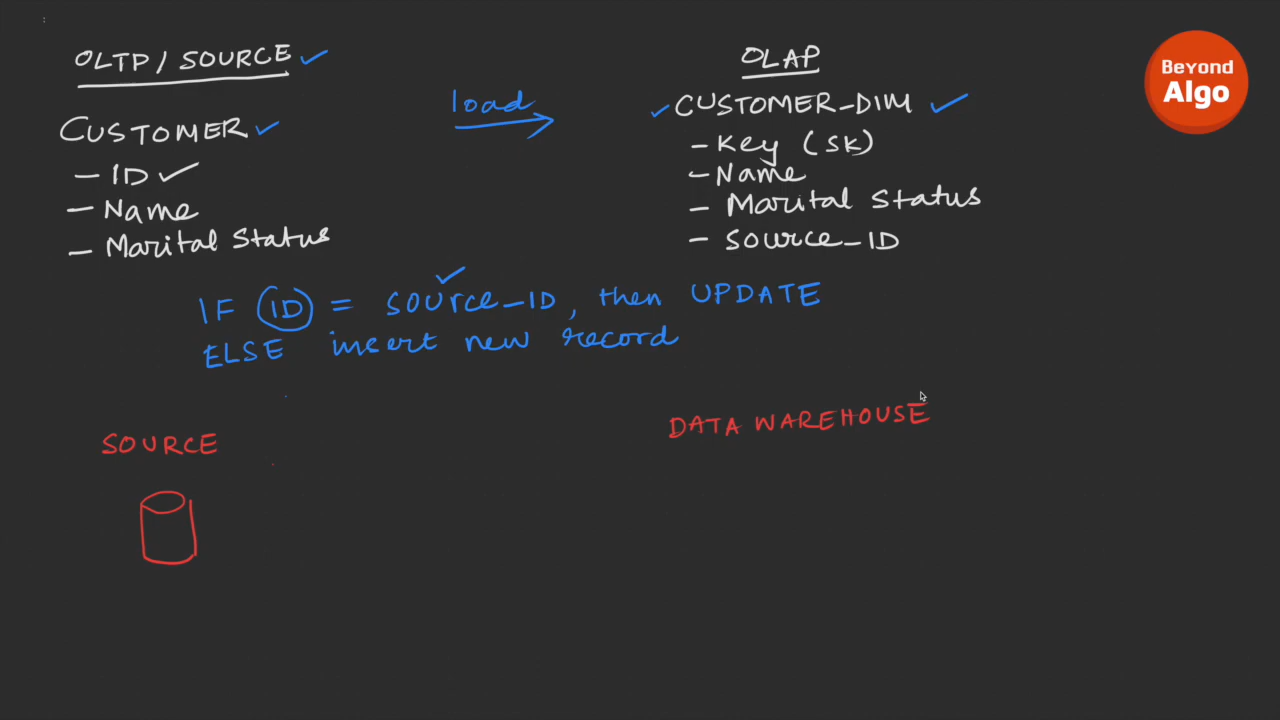 OLTP / SOURCE
CUSTOMER
- ID
- Name
- Marital Status
load
OLAP
CUSTOMER-DIM
- Key (SK)
- Name
- Marital Status
- Source-ID
Beyond
Algo
IF ID = Source-ID, then UPDATE
ELSE insert new record
SOURCE
DATA WAREHOUSE